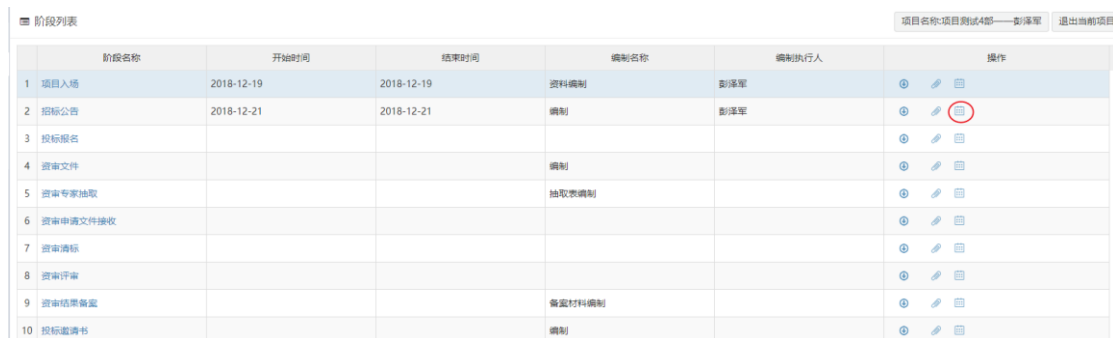 阶段列表 项目名称:项目测试4部——彭泽军 退出当前项目
阶段名称 开始时间 结束时间 编制名称 编制执行人 操作
1 项目入场 2018-12-19 2018-12-19 资料编制 彭泽军
2 招标公告 2018-12-21 2018-12-21 编制 彭泽军
3 投标报名
4 资审文件 编制
5 资审专家抽取 抽取表编制
6 资审申请文件接收
7 资审清标
8 资审评审
9 资审结果备案 备案材料编制
10 投标邀请书 编制